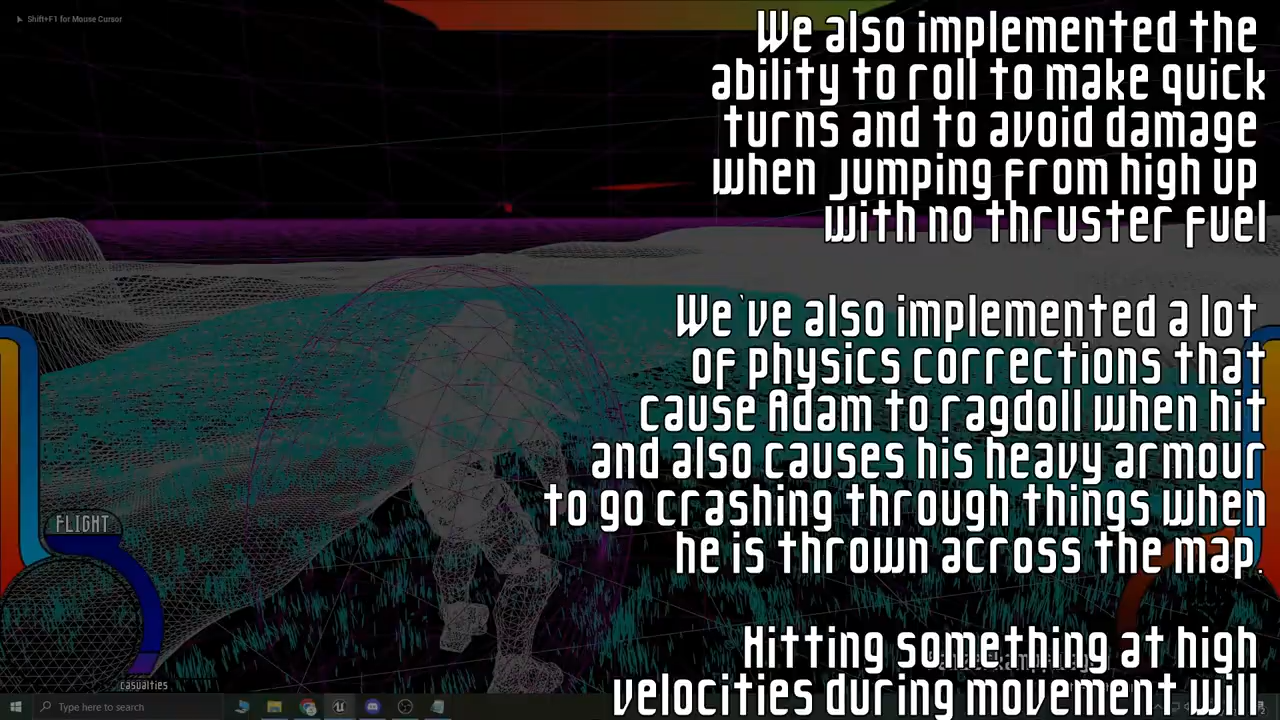 Shift+F1 for Mouse Cursor
We also implemented the
ability to roll to make quick
turns and to avoid damage
when jumping from high up
with no thruster fuel
We've also implemented a lot
of physics corrections that
cause Adam to ragdoll when hit
and also causes his heavy armour
to go crashing through things when
he is thrown across the map.
FLIGHT
Hitting something at high
velocities during movement will
casualties
Type here to search